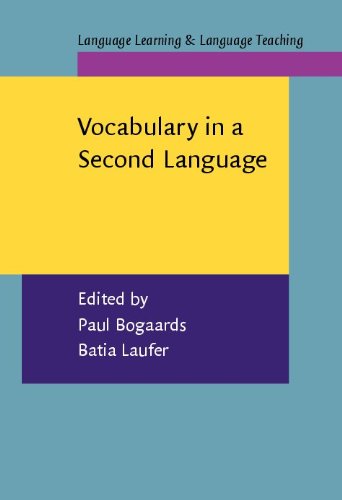 Language Learning & Language Teaching
Vocabulary in a
Second Language
Edited by
Paul Bogaards
Batia Laufer